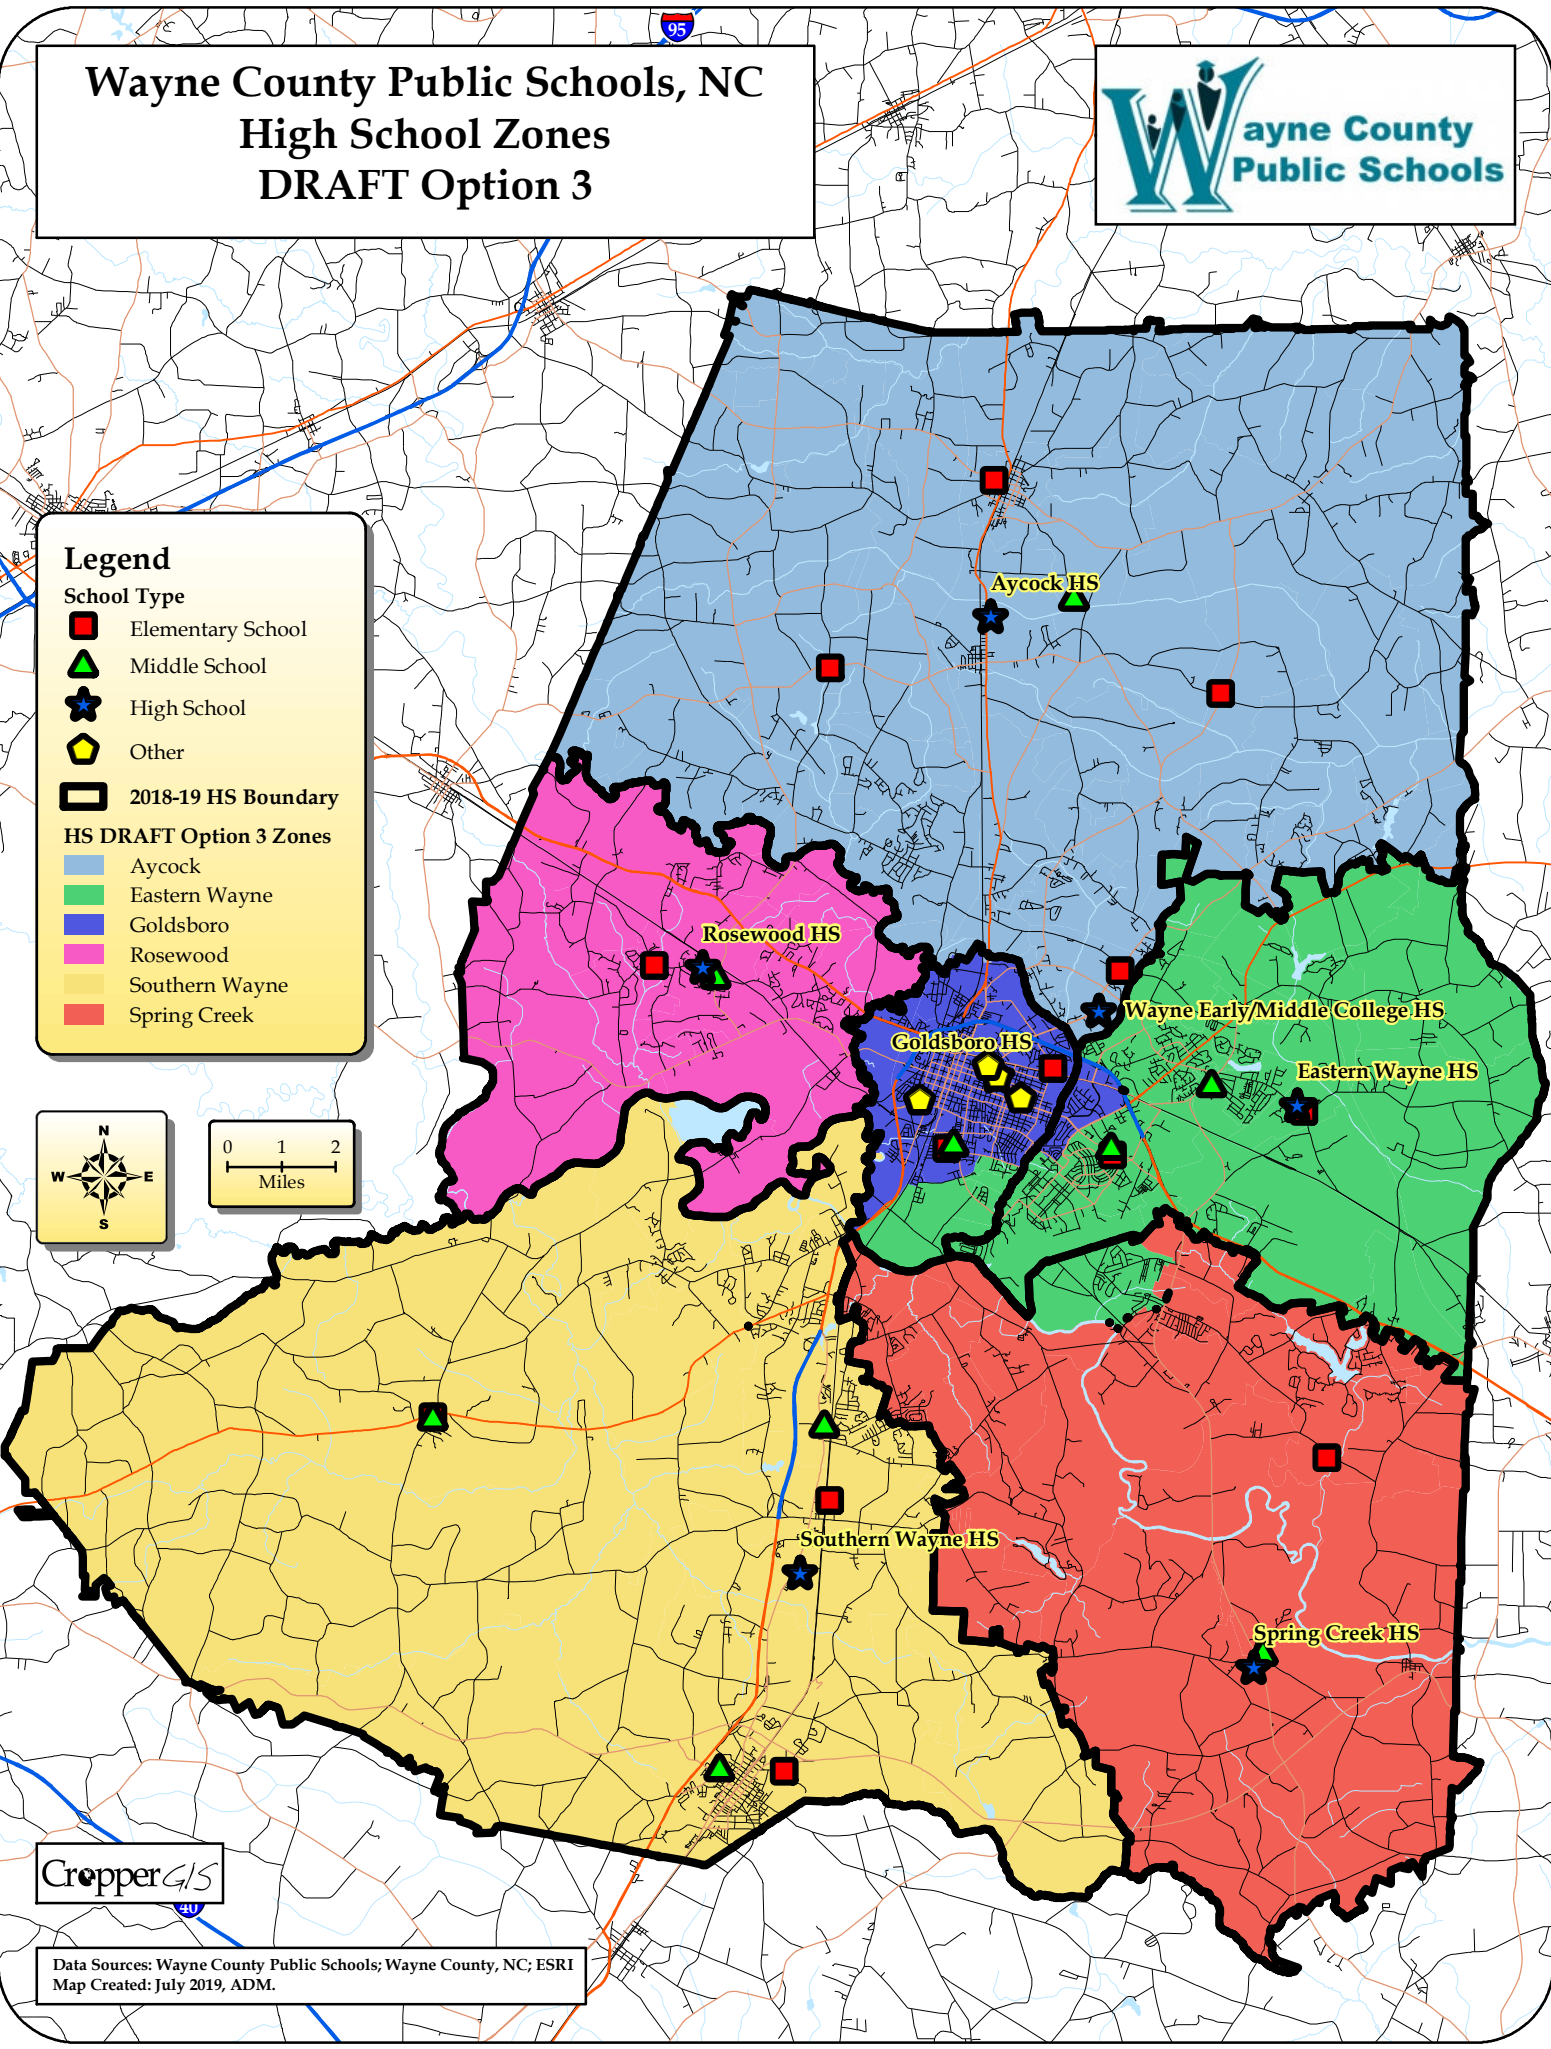 95
Wayne County Public Schools, NC
High School Zones
DRAFT Option 3
Wayne County
Public Schools
Legend
School Type
Elementary School
Middle School
High School
Other
2018-19 HS Boundary
HS DRAFT Option 3 Zones
Aycock
Eastern Wayne
Goldsboro
Rosewood
Southern Wayne
Spring Creek
N
W E
S
0 1 2
Miles
Aycock HS
Rosewood HS
Wayne Early/Middle College HS
Goldsboro HS
Eastern Wayne HS
Southern Wayne HS
Spring Creek HS
Cropper GIS
40
Data Sources: Wayne County Public Schools; Wayne County, NC; ESRI
Map Created: July 2019, ADM.